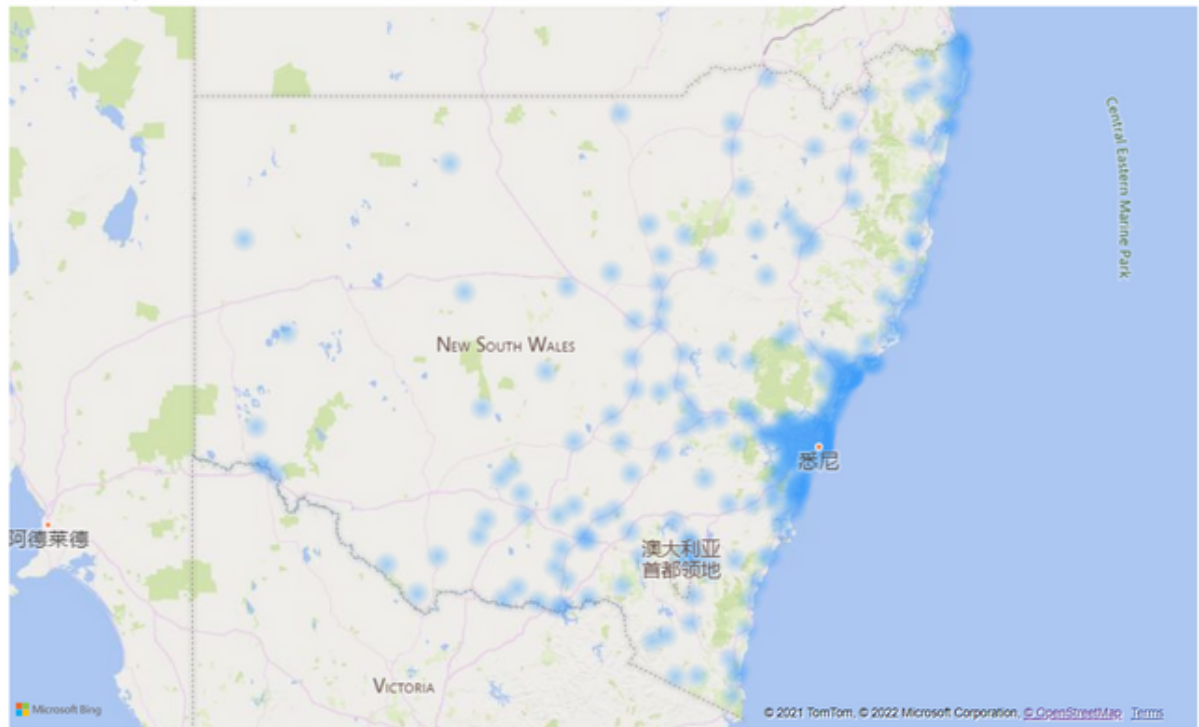 Central Eastern Marine Park
NEW SOUTH WALES
悉尼
阿德莱德
澳大利亚
首都领地
VICTORIA
Microsoft Bing
© 2021 TomTom, © 2022 Microsoft Corporation, © OpenStreetMap Terms